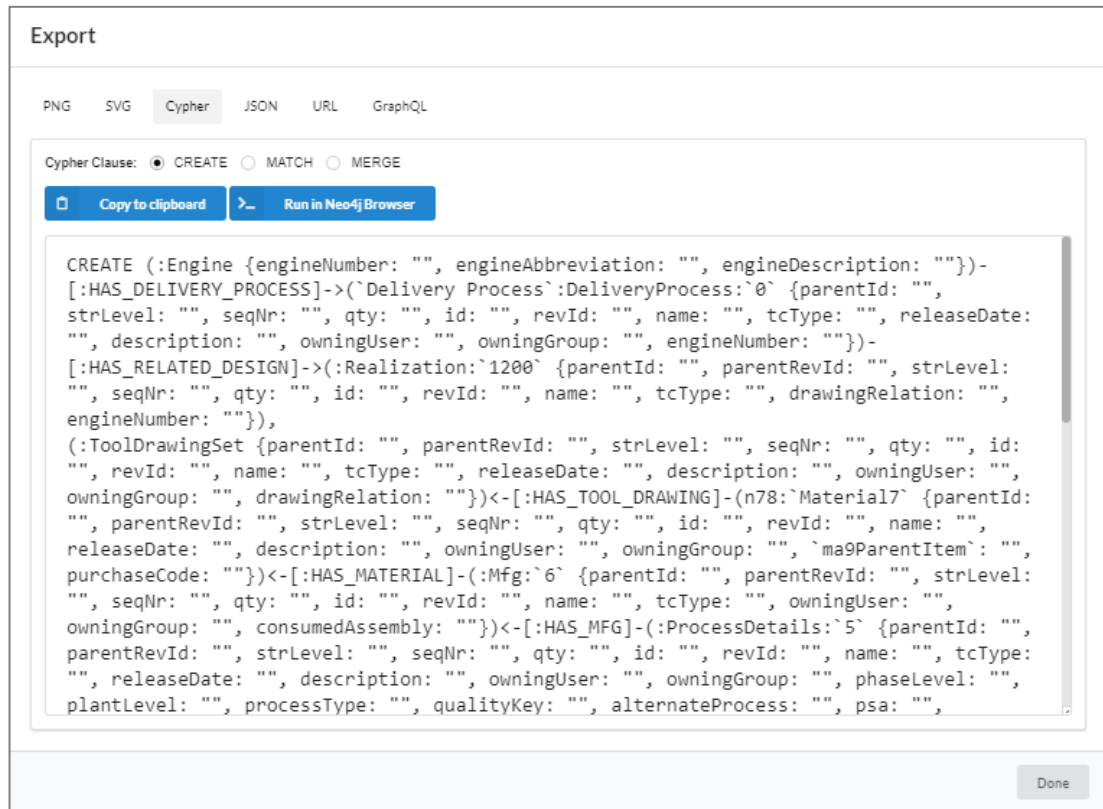 Export
PNG SVG Cypher JSON URL GraphQL
Cypher Clause: CREATE MATCH MERGE
Copy to clipboard >_ Run in Neo4j Browser
CREATE (:Engine {engineNumber: "", engineAbbreviation: "", engineDescription: ""})-
[:HAS_DELIVERY_PROCESS]->(`Delivery Process`:DeliveryProcess:`0` {parentId: "",
strLevel: "", seqNr: "", qty: "", id: "", revId: "", name: "", tcType: "", releaseDate:
"", description: "", owningUser: "", owningGroup: "", engineNumber: ""})-
[:HAS_RELATED_DESIGN]->(:Realization:`1200` {parentId: "", parentRevId: "", strLevel:
"", seqNr: "", qty: "", id: "", revId: "", name: "", tcType: "", drawingRelation: "",
engineNumber: ""}),
(:ToolDrawingSet {parentId: "", parentRevId: "", strLevel: "", seqNr: "", qty: "", id:
"", revId: "", name: "", tcType: "", releaseDate: "", description: "", owningUser: "",
owningGroup: "", drawingRelation: ""})<-[:HAS_TOOL_DRAWING]-(n78:`Material7` {parentId:
"", parentRevId: "", strLevel: "", seqNr: "", qty: "", id: "", revId: "", name: "",
releaseDate: "", description: "", owningUser: "", owningGroup: "", `ma9ParentItem`: "",
purchaseCode: ""})<-[:HAS_MATERIAL]-(:Mfg:`6` {parentId: "", parentRevId: "", strLevel:
"", seqNr: "", qty: "", id: "", revId: "", name: "", tcType: "", owningUser: "",
owningGroup: "", consumedAssembly: ""})<-[:HAS_MFG]-(:ProcessDetails:`5` {parentId: "",
parentRevId: "", strLevel: "", seqNr: "", qty: "", id: "", revId: "", name: "", tcType:
"", releaseDate: "", description: "", owningUser: "", owningGroup: "", phaseLevel: "",
plantLevel: "", processType: "", qualityKey: "", alternateProcess: "", psa: "",
Done